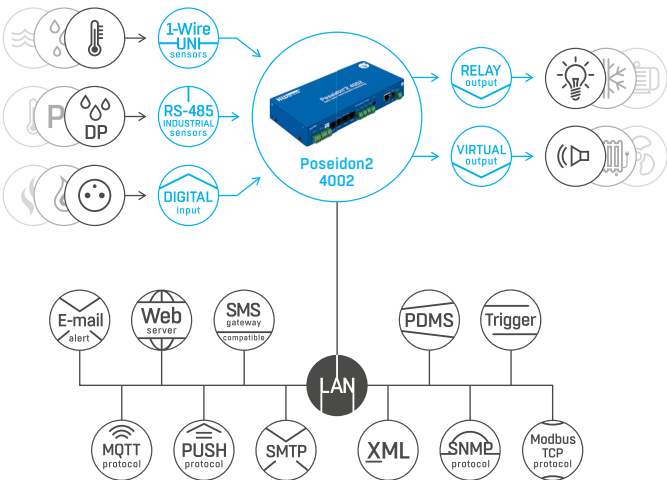 1-Wire
UNI
sensors
P
DP
RS-485
INDUSTRIAL
sensors
DIGITAL
input
Poseidon2 4002
Poseidon2
4002
RELAY
output
VIRTUAL
output
E-mail
alert
Web
server
SMS
gateway
compatible
PDMS
Trigger
LAN
MQTT
protocol
PUSH
protocol
SMTP
XML
SNMP
protocol
Modbus
TCP
protocol